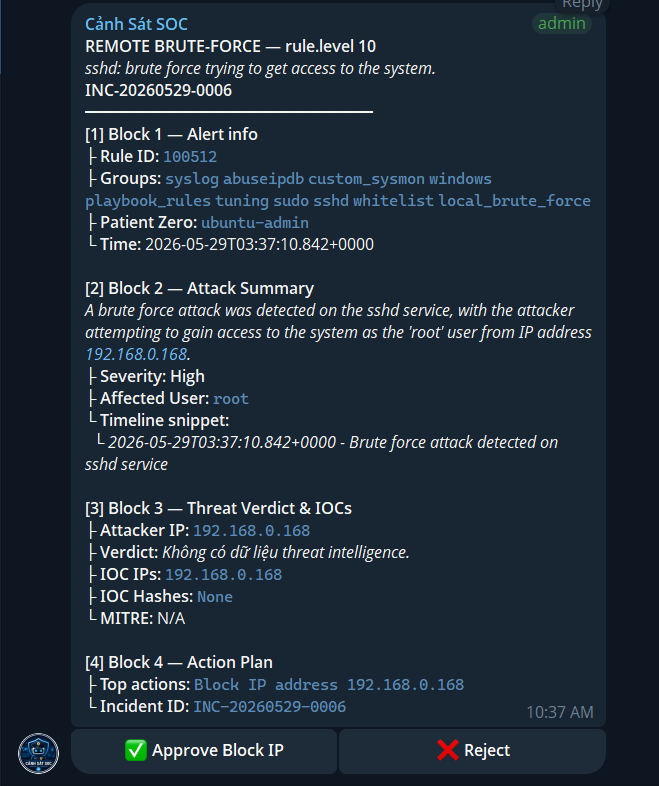 Reply
Cảnh Sát SOC admin
REMOTE BRUTE-FORCE — rule.level 10
sshd: brute force trying to get access to the system.
INC-20260529-0006
[1] Block 1 — Alert info
├ Rule ID: 100512
├ Groups: syslog abuseipdb custom_sysmon windows
playbook_rules tuning sudo sshd whitelist local_brute_force
├ Patient Zero: ubuntu-admin
└ Time: 2026-05-29T03:37:10.842+0000
[2] Block 2 — Attack Summary
A brute force attack was detected on the sshd service, with the attacker
attempting to gain access to the system as the 'root' user from IP address
192.168.0.168.
├ Severity: High
├ Affected User: root
└ Timeline snippet:
└ 2026-05-29T03:37:10.842+0000 - Brute force attack detected on
sshd service
[3] Block 3 — Threat Verdict & IOCs
├ Attacker IP: 192.168.0.168
├ Verdict: Không có dữ liệu threat intelligence.
├ IOC IPs: 192.168.0.168
├ IOC Hashes: None
└ MITRE: N/A
[4] Block 4 — Action Plan
├ Top actions: Block IP address 192.168.0.168
└ Incident ID: INC-20260529-0006
10:37 AM
✅ Approve Block IP
❌ Reject
CẢNH SÁT SOC